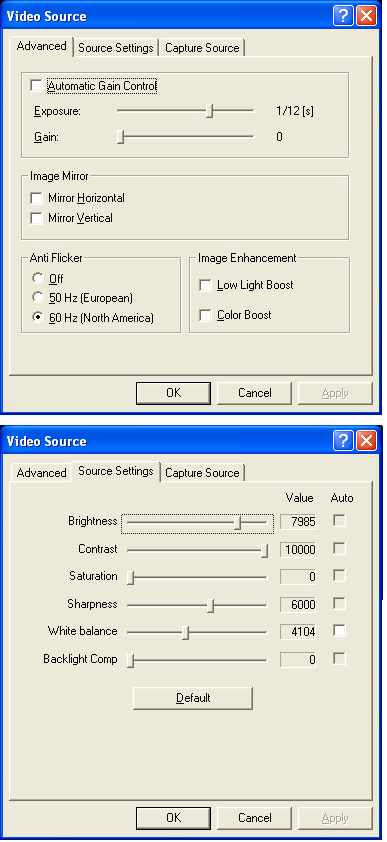 Video Source
Advanced Source Settings Capture Source
Automatic Gain Control
Exposure: 1/12 [s]
Gain: 0
Image Mirror
Mirror Horizontal
Mirror Vertical
Anti Flicker Image Enhancement
Off Low Light Boost
50 Hz (European)
60 Hz (North America) Color Boost
OK Cancel Apply
Video Source
Advanced Source Settings Capture Source
Value Auto
Brightness 7985
Contrast 10000
Saturation 0
Sharpness 6000
White balance 4104
Backlight Comp 0
Default
OK Cancel Apply